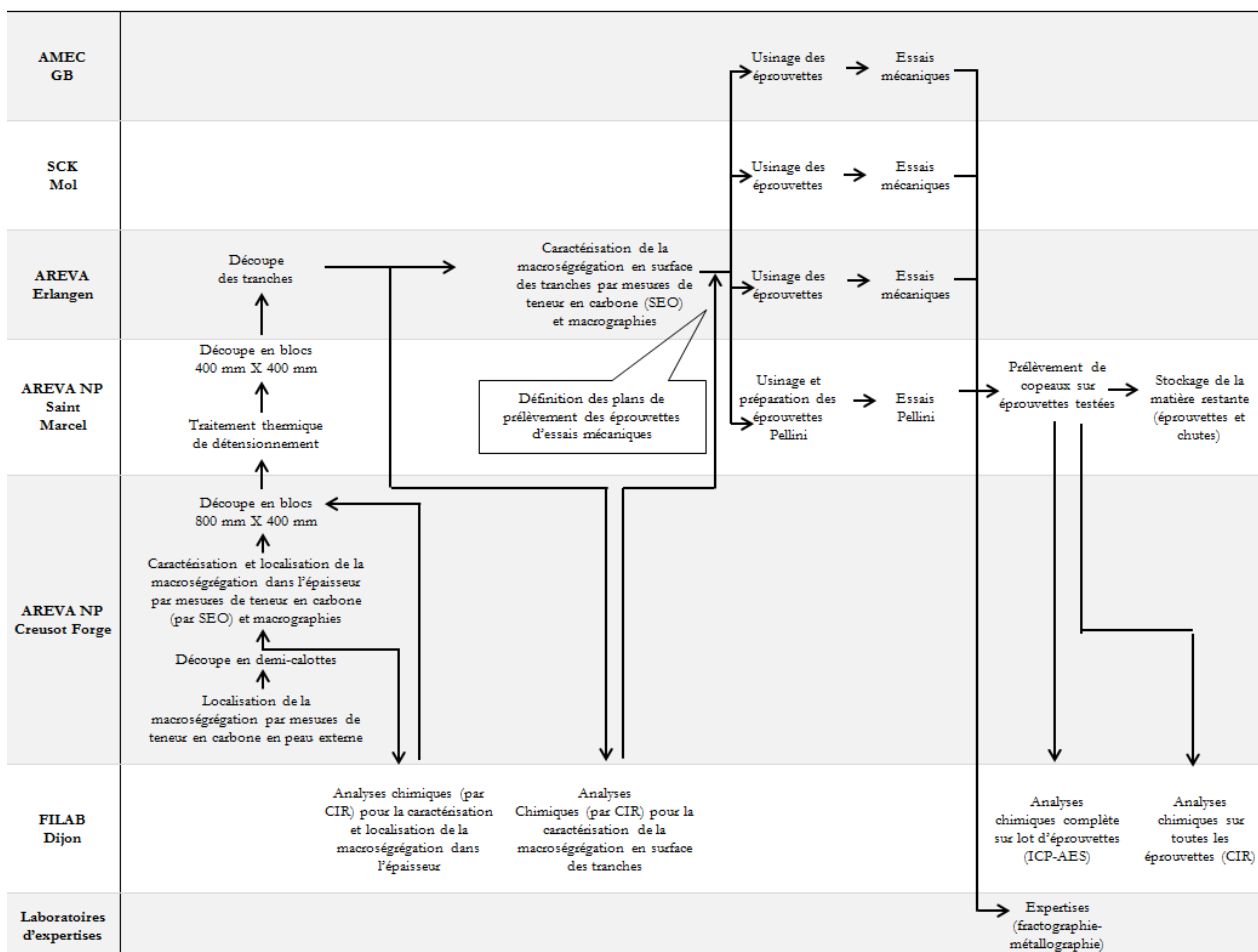 AMEC
GB
Usinage des
éprouvettes
Essais
mécaniques
SCK
Mol
Usinage des
éprouvettes
Essais
mécaniques
AREVA
Erlangen
Découpe
des tranches
Caractérisation de la
macroségrégation en surface
des tranches par mesures de
teneur en carbone (SEO)
et macrographies
Usinage des
éprouvettes
Essais
mécaniques
AREVA NP
Saint
Marcel
Découpe en blocs
400 mm X 400 mm
Traitement thermique
de détensionnement
Définition des plans de
prélèvement des éprouvettes
d’essais mécaniques
Usinage et
préparation des
éprouvettes
Pellini
Essais
Pellini
Prélèvement de
copeaux sur
éprouvettes testées
Stockage de la
matière restante
(éprouvettes et
chutes)
AREVA NP
Creusot Forge
Découpe en blocs
800 mm X 400 mm
Caractérisation et localisation de la
macroségrégation dans l’épaisseur
par mesures de teneur en carbone
(par SEO) et macrographies
Découpe en demi-calottes
Localisation de la
macroségrégation par mesures de
teneur en carbone en peau externe
FILAB
Dijon
Analyses chimiques (par
CIR) pour la caractérisation
et localisation de la
macroségrégation dans
l’épaisseur
Analyses
Chimiques (par CIR) pour la
caractérisation de la
macroségrégation en surface
des tranches
Analyses
chimiques complète
sur lot d’éprouvettes
(ICP-AES)
Analyses
chimiques sur
toutes les
éprouvettes (CIR)
Laboratoires
d’expertises
Expertises
(fractographie-
métallographie)